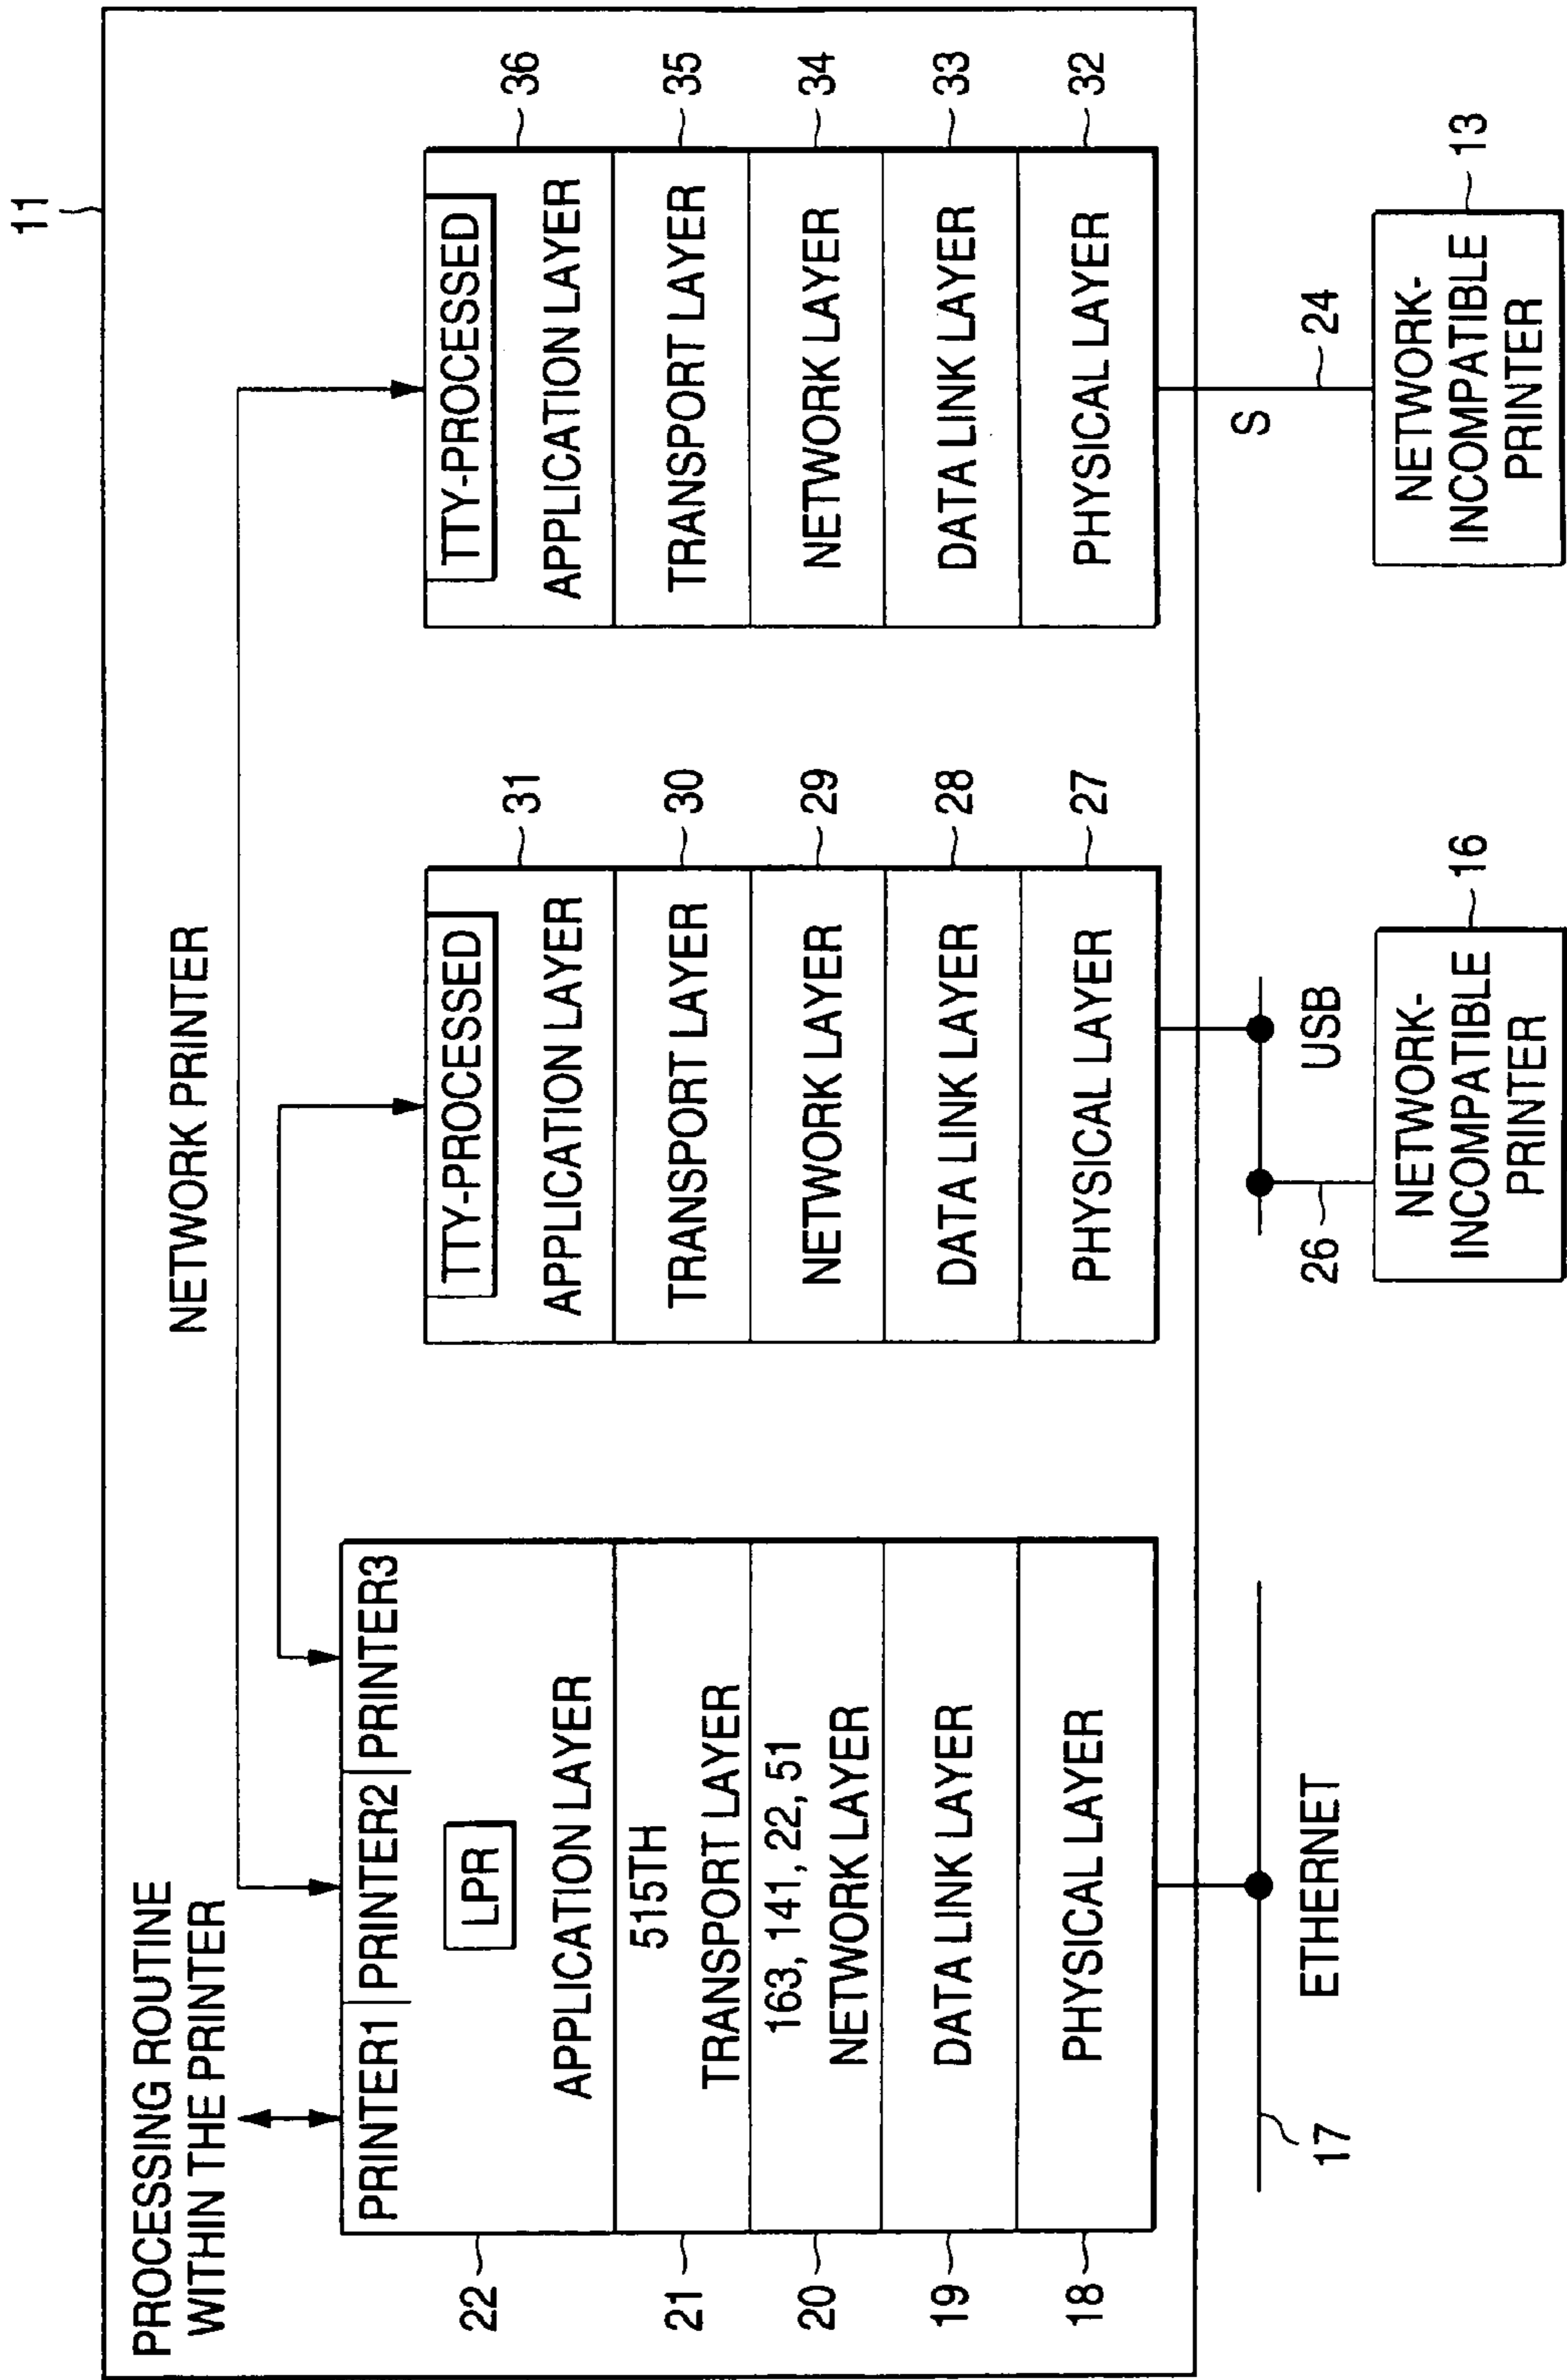 11
NETWORK PRINTER
PROCESSING ROUTINE
WITHIN THE PRINTER
PRINTER1
PRINTER2
PRINTER3
LPR
APPLICATION LAYER
22
515TH
TRANSPORT LAYER
21
163, 141, 22, 51
NETWORK LAYER
20
DATA LINK LAYER
19
PHYSICAL LAYER
18
17
ETHERNET
TTY-PROCESSED
APPLICATION LAYER
31
TRANSPORT LAYER
30
NETWORK LAYER
29
DATA LINK LAYER
28
PHYSICAL LAYER
27
26
USB
NETWORK-
INCOMPATIBLE
PRINTER
16
TTY-PROCESSED
APPLICATION LAYER
36
TRANSPORT LAYER
35
NETWORK LAYER
34
DATA LINK LAYER
33
PHYSICAL LAYER
32
S
24
NETWORK-
INCOMPATIBLE
PRINTER
13